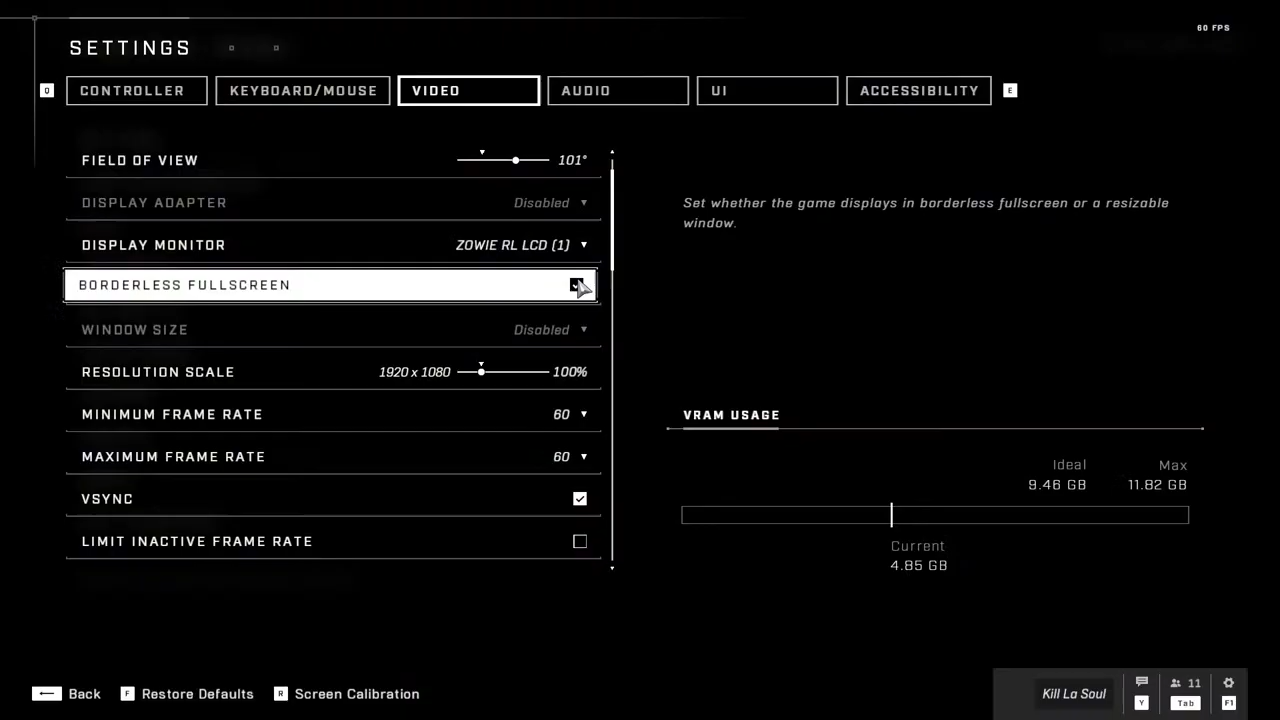 60 FPS
SETTINGS
Q CONTROLLER KEYBOARD/MOUSE VIDEO AUDIO UI ACCESSIBILITY E
FIELD OF VIEW 101°
DISPLAY ADAPTER Disabled
DISPLAY MONITOR ZOWIE RL LCD [1]
BORDERLESS FULLSCREEN
WINDOW SIZE Disabled
RESOLUTION SCALE 1920 x 1080 100%
MINIMUM FRAME RATE 60
MAXIMUM FRAME RATE 60
VSYNC
LIMIT INACTIVE FRAME RATE
Set whether the game displays in borderless fullscreen or a resizable
window.
VRAM USAGE
Ideal Max
9.46 GB 11.82 GB
Current
4.85 GB
Back F Restore Defaults R Screen Calibration
Kill La Soul 11
Y Tab F1